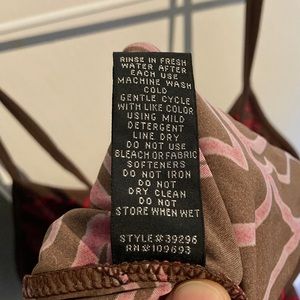 RINSE IN FRESH
WATER AFTER
EACH USE
MACHINE WASH
COLD
GENTLE CYCLE
WITH LIKE COLOR
USING MILD
DETERGENT
LINE DRY
DO NOT USE
BLEACH OR FABRIC
SOFTENERS
DO NOT IRON
DO NOT
DRY CLEAN
DO NOT
STORE WHEN WET
STYLE#39296
RN#109693